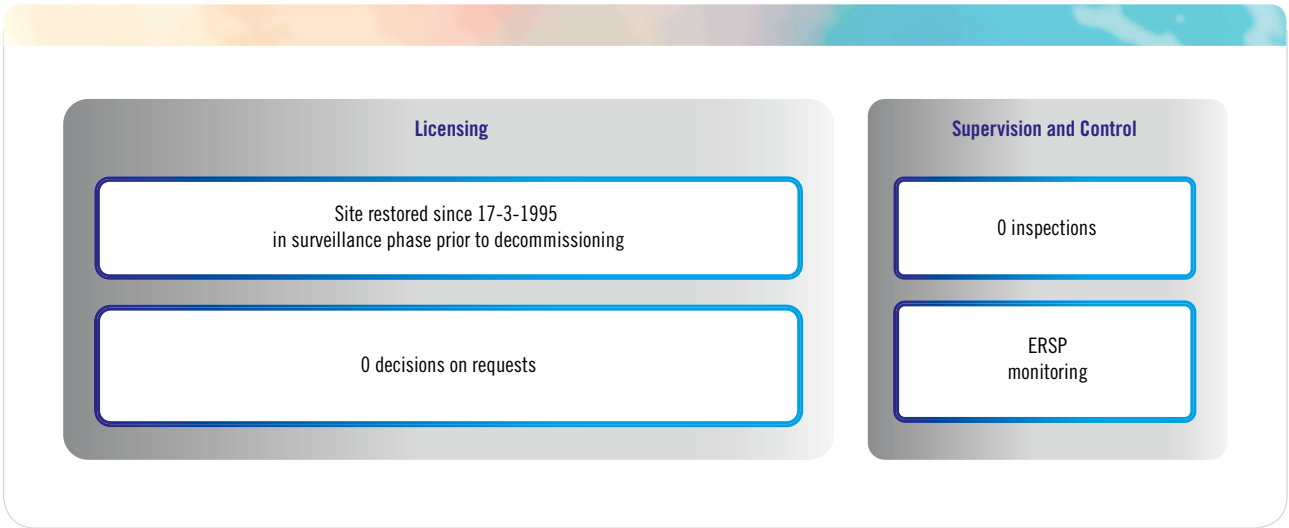 Licensing
Site restored since 17-3-1995
in surveillance phase prior to decommissioning
0 decisions on requests
Supervision and Control
0 inspections
ERSP
monitoring